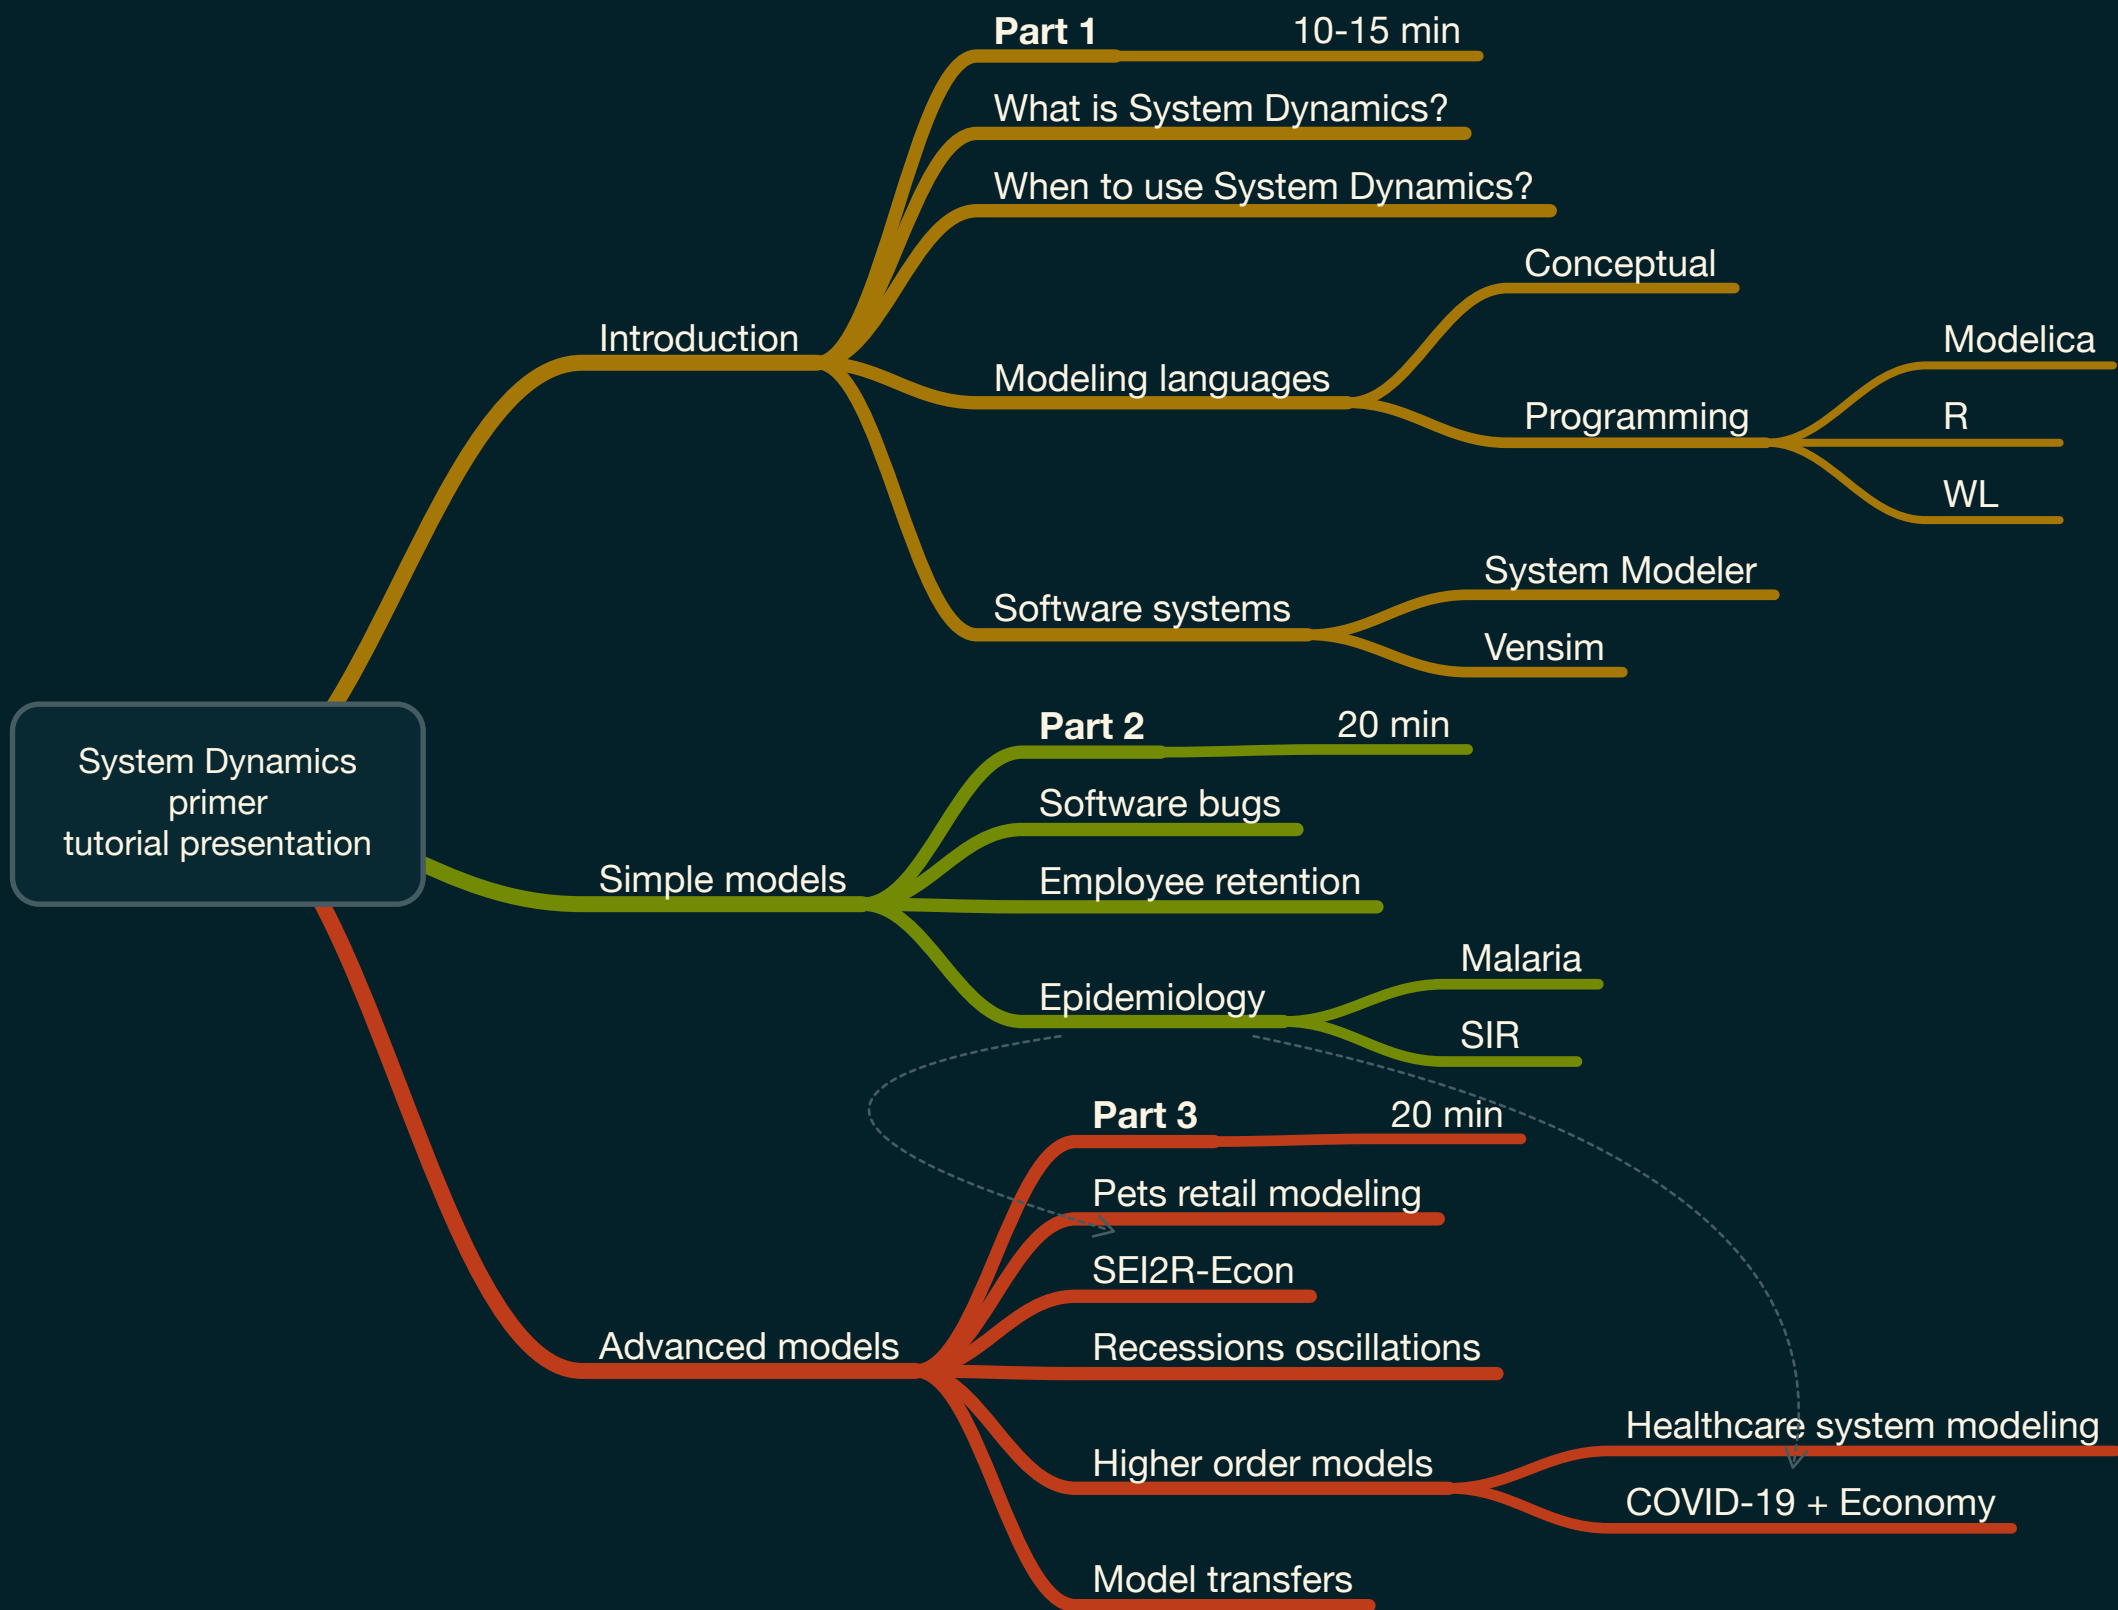 Part 1
10-15 min
What is System Dynamics?
When to use System Dynamics?
Conceptual
Introduction
Modelica
Modeling languages
Programming
R
WL
System Modeler
Software systems
Vensim
System Dynamics
primer
tutorial presentation
Part 2
20 min
Software bugs
Simple models
Employee retention
Malaria
Epidemiology
SIR
Part 3
20 min
Pets retail modeling
SEI2R-Econ
Advanced models
Recessions oscillations
Healthcare system modeling
Higher order models
COVID-19 + Economy
Model transfers